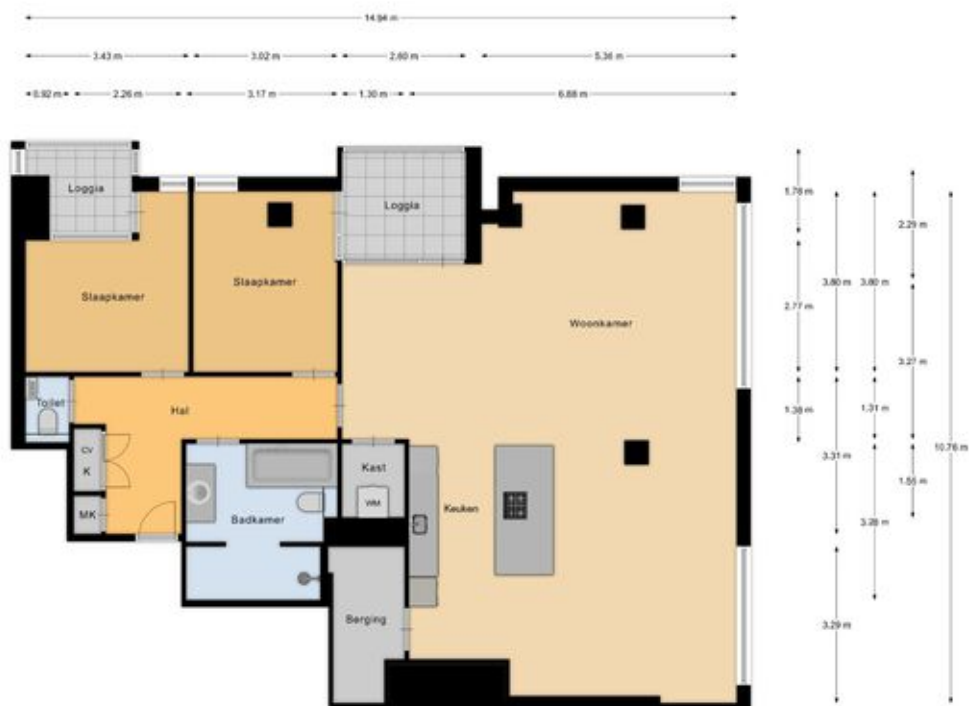 14.94 m
3.43 m 3.02 m 2.60 m 5.36 m
0.92 m 2.26 m 3.17 m 1.30 m 6.88 m
Loggia
Loggia
1.78 m
2.29 m
Slaapkamer
Slaapkamer
3.80 m 3.80 m
2.77 m
Woonkamer
3.27 m
Toilet
Hal
1.38 m
1.31 m
10.76 m
CV
K
Kast
3.31 m
1.55 m
WM
MK
Badkamer
Keuken
3.28 m
Berging
3.29 m